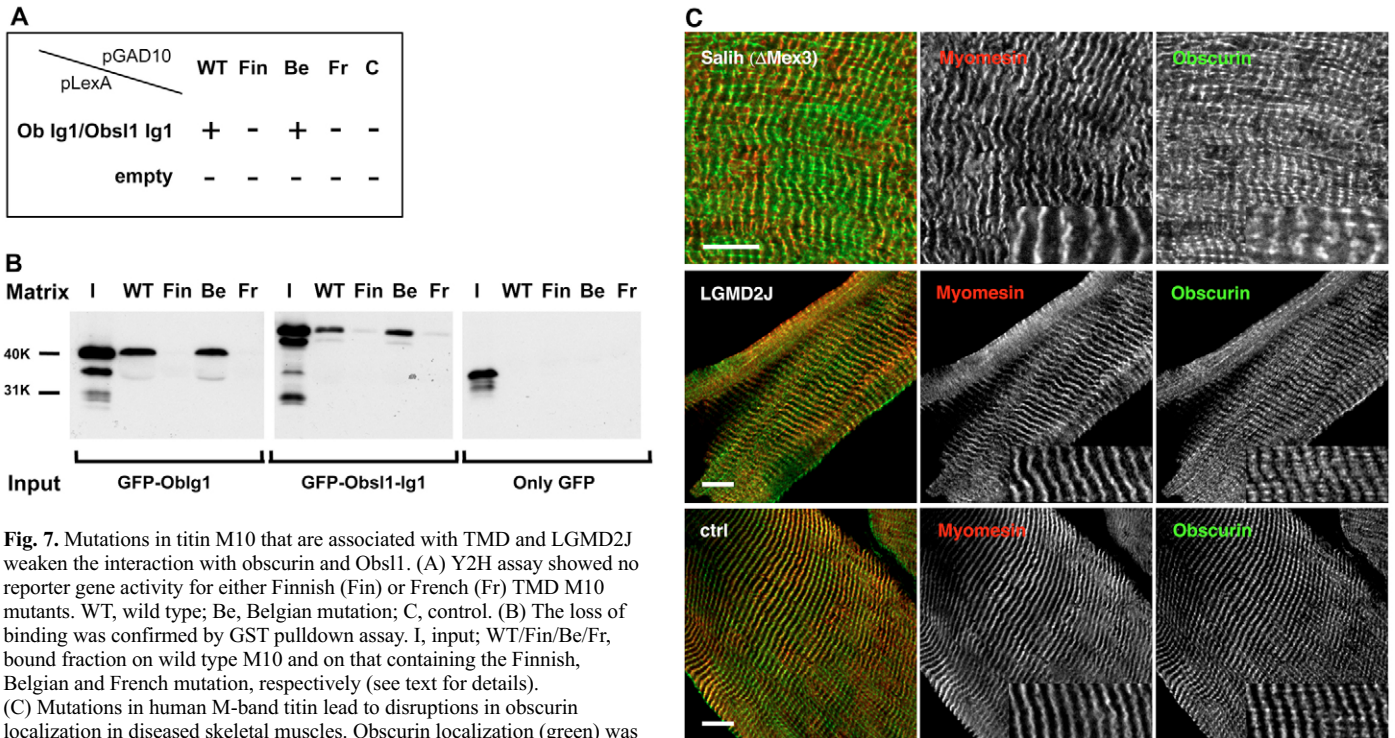 A
pGAD10
pLexA
WT Fin Be Fr C
Ob Ig1/Obsl1 Ig1 + - + - -
empty - - - - -
B
Matrix I WT Fin Be Fr I WT Fin Be Fr I WT Fin Be Fr
40K
31K
Input GFP-ObIg1 GFP-Obsl1-Ig1 Only GFP
Fig. 7. Mutations in titin M10 that are associated with TMD and LGMD2J
weaken the interaction with obscurin and Obsl1. (A) Y2H assay showed no
reporter gene activity for either Finnish (Fin) or French (Fr) TMD M10
mutants. WT, wild type; Be, Belgian mutation; C, control. (B) The loss of
binding was confirmed by GST pulldown assay. I, input; WT/Fin/Be/Fr,
bound fraction on wild type M10 and on that containing the Finnish,
Belgian and French mutation, respectively (see text for details).
(C) Mutations in human M-band titin lead to disruptions in obscurin
localization in diseased skeletal muscles. Obscurin localization (green) was
C
Salih (ΔMex3) Myomesin Obscurin
LGMD2J Myomesin Obscurin
ctrl Myomesin Obscurin